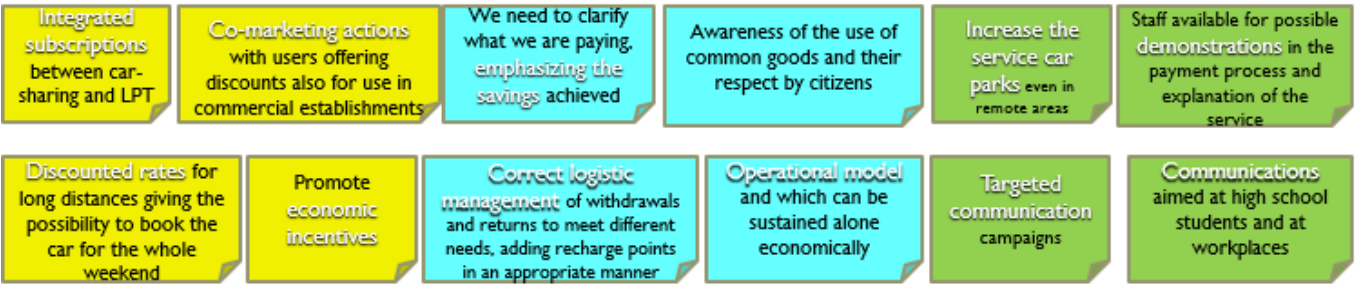 Integrated
subscriptions
between car-
sharing and LPT
Co-marketing actions
with users offering
discounts also for use in
commercial establishments
We need to clarify
what we are paying,
emphasizing the
savings achieved
Awareness of the use of
common goods and their
respect by citizens
Increase the
service car
parks even in
remote areas
Staff available for possible
demonstrations in the
payment process and
explanation of the
service
Discounted rates for
long distances giving the
possibility to book the
car for the whole
weekend
Promote
economic
incentives
Correct logistic
management of withdrawals
and returns to meet different
needs, adding recharge points
in an appropriate manner
Operational model
and which can be
sustained alone
economically
Targeted
communication
campaigns
Communications
aimed at high school
students and at
workplaces